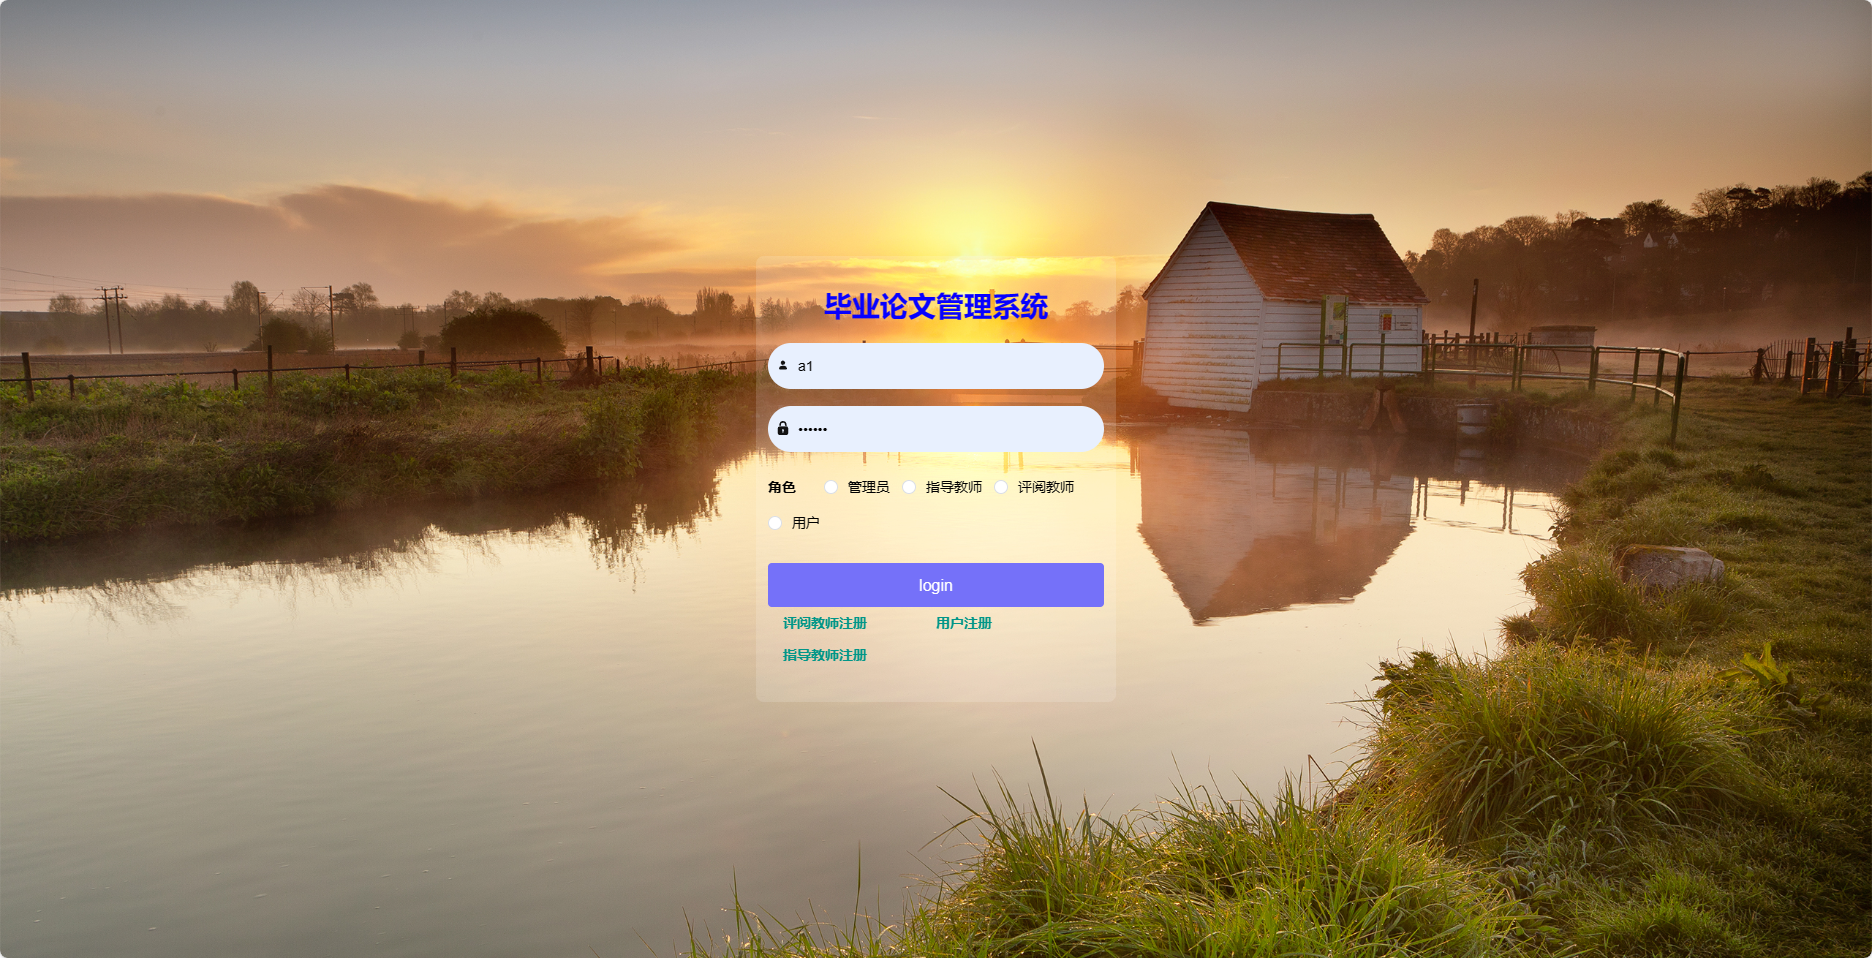 毕业论文管理系统
a1
••••••
角色 管理员 指导教师 评阅教师
用户
login
评阅教师注册 用户注册
指导教师注册